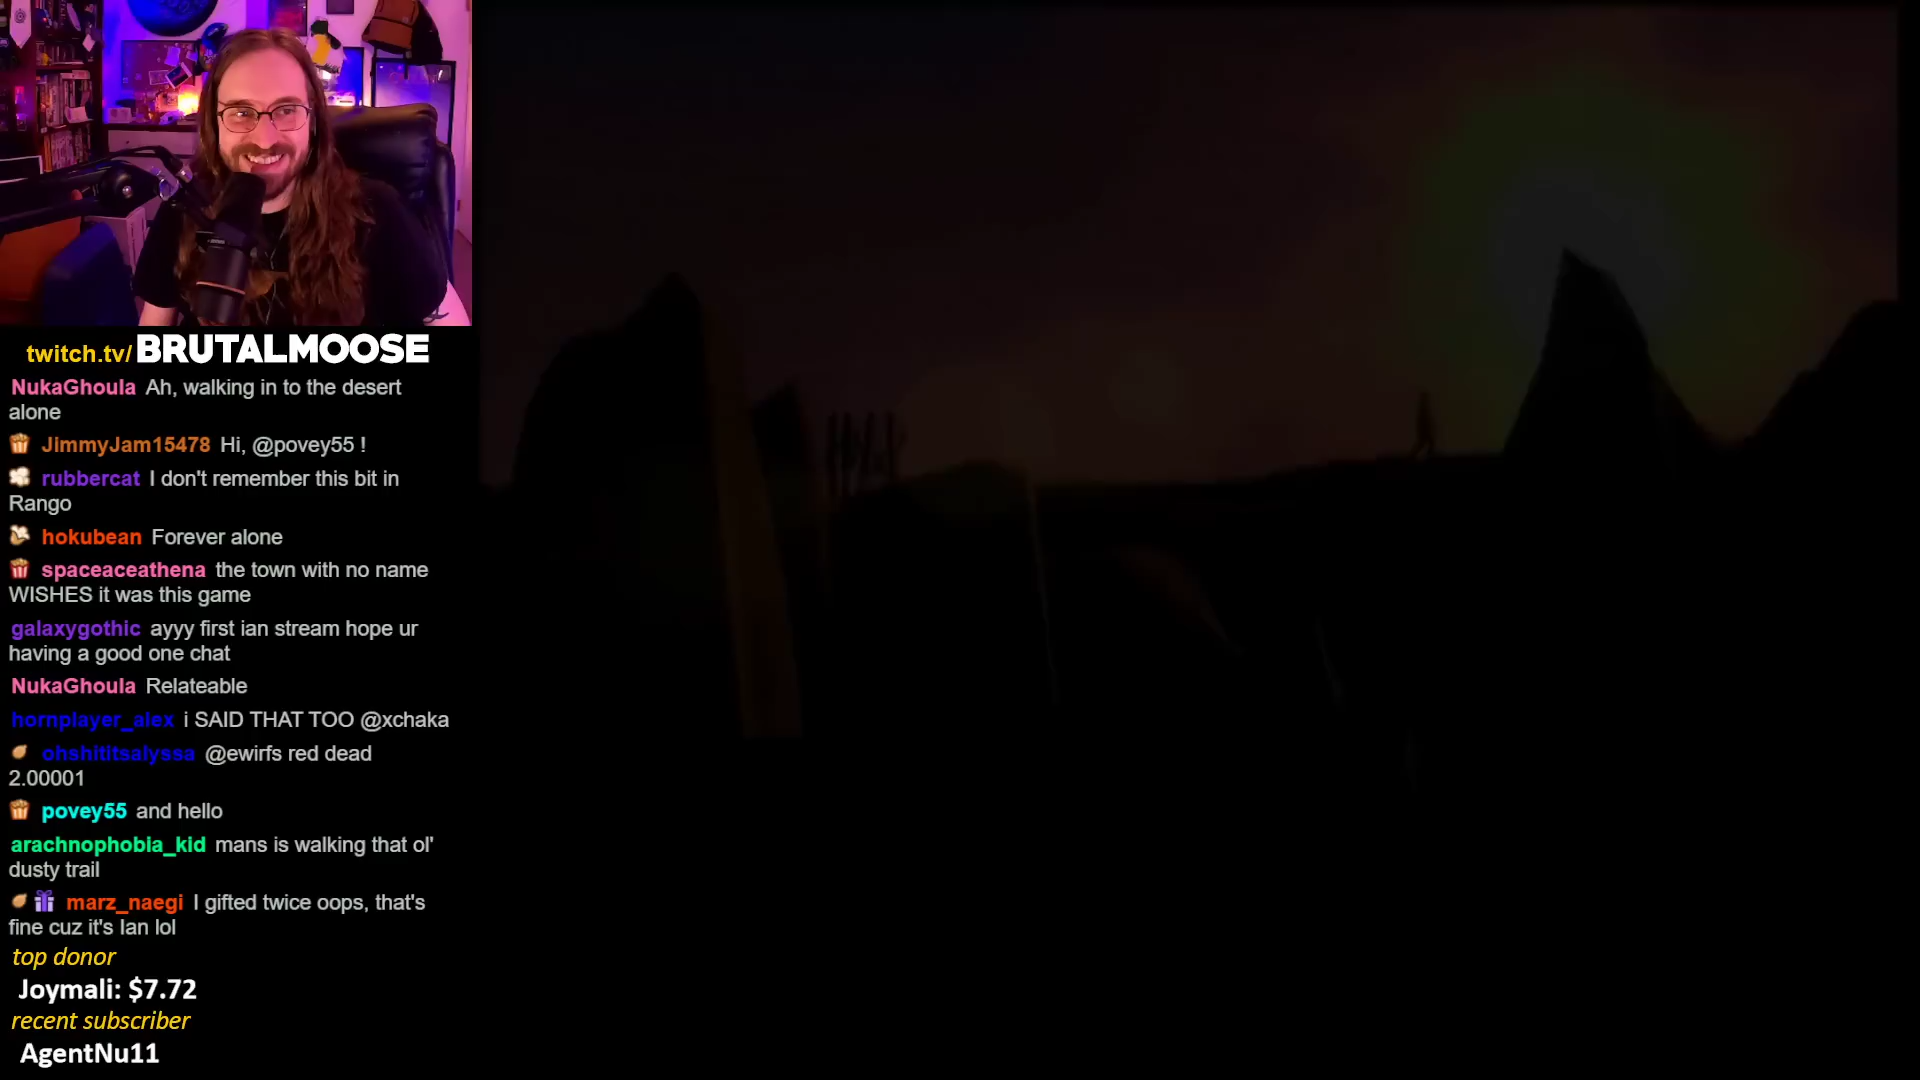 twitch.tv/BRUTALMOOSE
NukaGhoula Ah, walking in to the desert
alone
JimmyJam15478 Hi, @povey55 !
rubbercat I don't remember this bit in
Rango
hokubean Forever alone
spaceaceathena the town with no name
WISHES it was this game
galaxygothic ayyy first ian stream hope ur
having a good one chat
NukaGhoula Relateable
hornplayer_alex i SAID THAT TOO @xchaka
ohshititsalyssa @ewirfs red dead
2.00001
povey55 and hello
arachnophobia_kid mans is walking that ol'
dusty trail
marz_naegi I gifted twice oops, that's
fine cuz it's Ian lol
top donor
Joymali: $7.72
recent subscriber
AgentNu11